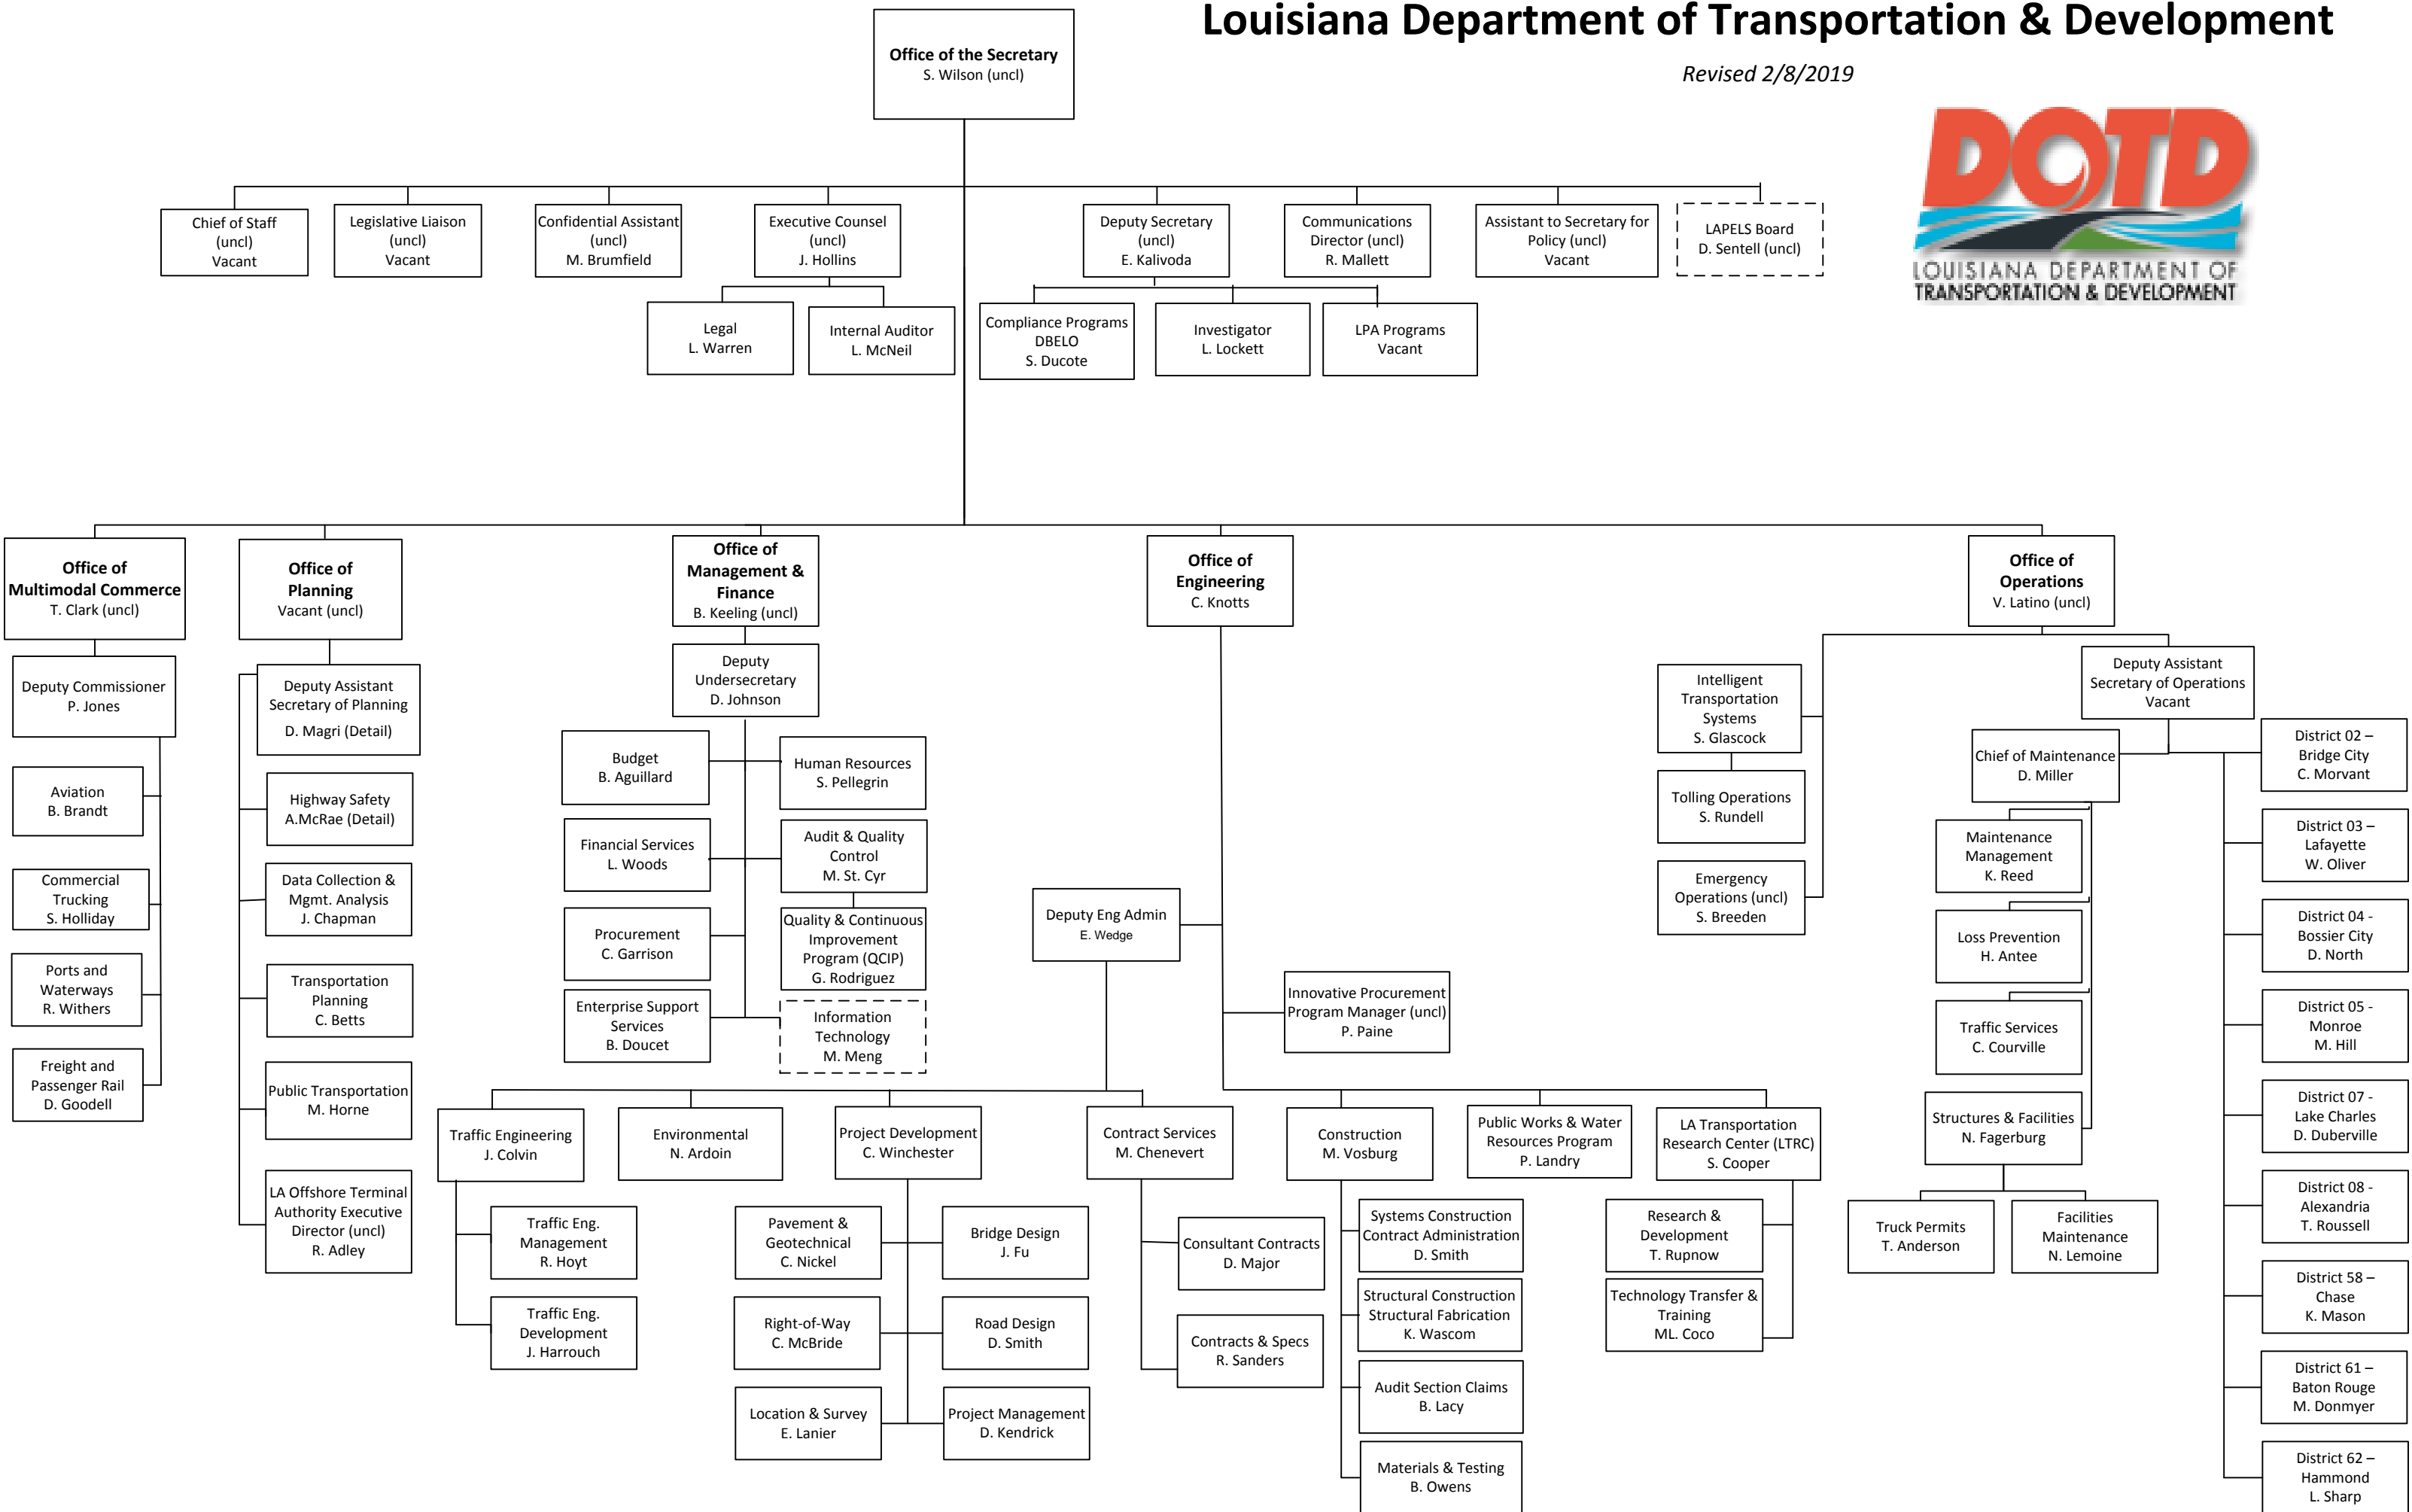 Louisiana Department of Transportation & Development
Revised 2/8/2019
DOTD
LOUISIANA DEPARTMENT OF
TRANSPORTATION & DEVELOPMENT
Office of the Secretary
S. Wilson (uncl)
Chief of Staff
(uncl)
Vacant
Legislative Liaison
(uncl)
Vacant
Confidential Assistant
(uncl)
M. Brumfield
Executive Counsel
(uncl)
J. Hollins
Deputy Secretary
(uncl)
E. Kalivoda
Communications
Director (uncl)
R. Mallett
Assistant to Secretary for
Policy (uncl)
Vacant
LAPELS Board
D. Sentell (uncl)
Legal
L. Warren
Internal Auditor
L. McNeil
Compliance Programs
DBELO
S. Ducote
Investigator
L. Lockett
LPA Programs
Vacant
Office of
Multimodal Commerce
T. Clark (uncl)
Deputy Commissioner
P. Jones
Aviation
B. Brandt
Commercial
Trucking
S. Holliday
Ports and
Waterways
R. Withers
Freight and
Passenger Rail
D. Goodell
Office of
Planning
Vacant (uncl)
Deputy Assistant
Secretary of Planning
D. Magri (Detail)
Highway Safety
A.McRae (Detail)
Data Collection &
Mgmt. Analysis
J. Chapman
Transportation
Planning
C. Betts
Public Transportation
M. Horne
LA Offshore Terminal
Authority Executive
Director (uncl)
R. Adley
Office of
Management &
Finance
B. Keeling (uncl)
Deputy
Undersecretary
D. Johnson
Budget
B. Aguillard
Human Resources
S. Pellegrin
Financial Services
L. Woods
Audit & Quality
Control
M. St. Cyr
Procurement
C. Garrison
Quality & Continuous
Improvement
Program (QCIP)
G. Rodriguez
Enterprise Support
Services
B. Doucet
Information
Technology
M. Meng
Office of
Engineering
C. Knotts
Deputy Eng Admin
E. Wedge
Innovative Procurement
Program Manager (uncl)
P. Paine
Traffic Engineering
J. Colvin
Traffic Eng.
Management
R. Hoyt
Traffic Eng.
Development
J. Harrouch
Environmental
N. Ardoin
Project Development
C. Winchester
Pavement &
Geotechnical
C. Nickel
Bridge Design
J. Fu
Right-of-Way
C. McBride
Road Design
D. Smith
Location & Survey
E. Lanier
Project Management
D. Kendrick
Contract Services
M. Chenevert
Consultant Contracts
D. Major
Contracts & Specs
R. Sanders
Construction
M. Vosburg
Systems Construction
Contract Administration
D. Smith
Structural Construction
Structural Fabrication
K. Wascom
Audit Section Claims
B. Lacy
Materials & Testing
B. Owens
Public Works & Water
Resources Program
P. Landry
LA Transportation
Research Center (LTRC)
S. Cooper
Research &
Development
T. Rupnow
Technology Transfer &
Training
ML. Coco
Office of
Operations
V. Latino (uncl)
Intelligent
Transportation
Systems
S. Glascock
Tolling Operations
S. Rundell
Emergency
Operations (uncl)
S. Breeden
Deputy Assistant
Secretary of Operations
Vacant
Chief of Maintenance
D. Miller
Maintenance
Management
K. Reed
Loss Prevention
H. Antee
Traffic Services
C. Courville
Structures & Facilities
N. Fagerburg
Truck Permits
T. Anderson
Facilities
Maintenance
N. Lemoine
District 02 –
Bridge City
C. Morvant
District 03 –
Lafayette
W. Oliver
District 04 -
Bossier City
D. North
District 05 -
Monroe
M. Hill
District 07 -
Lake Charles
D. Duberville
District 08 -
Alexandria
T. Roussell
District 58 –
Chase
K. Mason
District 61 –
Baton Rouge
M. Donmyer
District 62 –
Hammond
L. Sharp